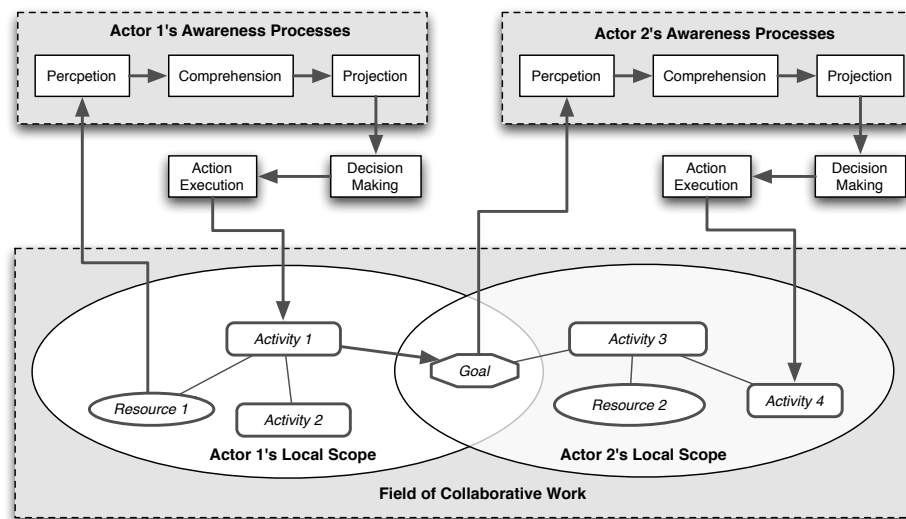 Actor 1's Awareness Processes
Percpetion
Comprehension
Projection
Action
Execution
Decision
Making
Actor 2's Awareness Processes
Percpetion
Comprehension
Projection
Action
Execution
Decision
Making
Activity 1
Resource 1
Activity 2
Goal
Activity 3
Resource 2
Activity 4
Actor 1's Local Scope
Actor 2's Local Scope
Field of Collaborative Work